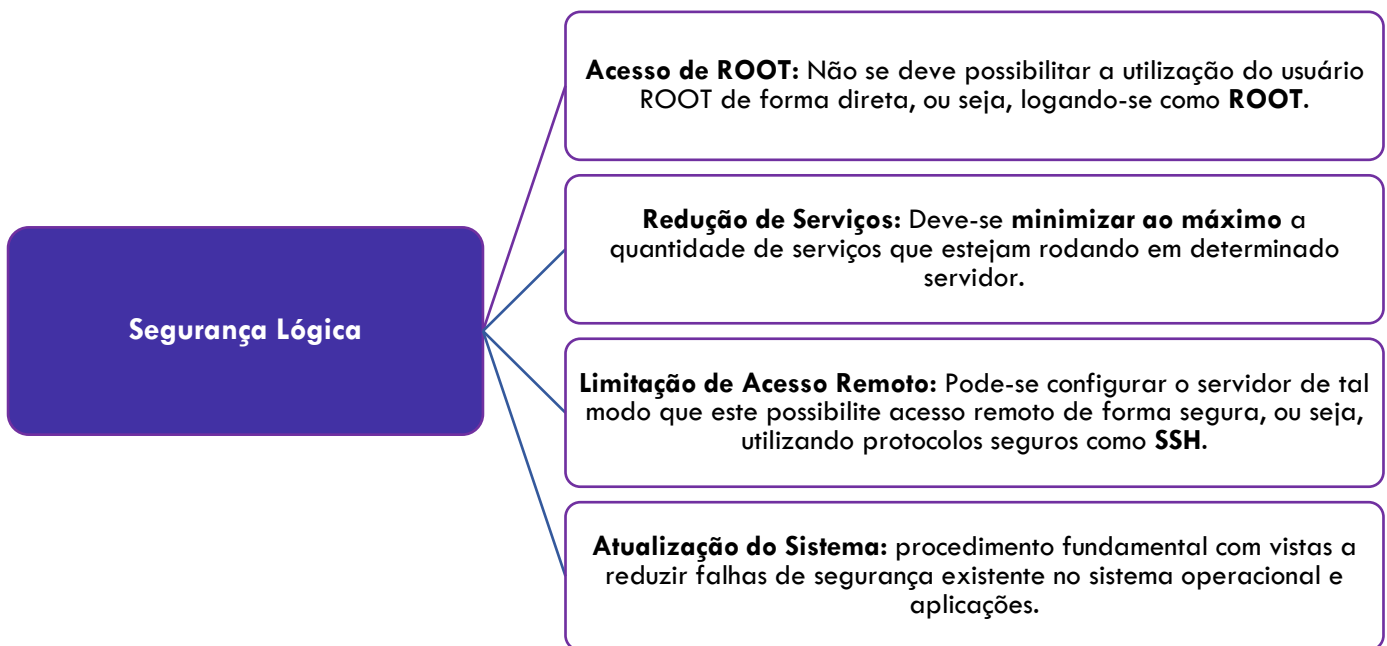 Segurança Lógica
Acesso de ROOT: Não se deve possibilitar a utilização do usuário
ROOT de forma direta, ou seja, logando-se como ROOT.
Redução de Serviços: Deve-se minimizar ao máximo a
quantidade de serviços que estejam rodando em determinado
servidor.
Limitação de Acesso Remoto: Pode-se configurar o servidor de tal
modo que este possibilite acesso remoto de forma segura, ou seja,
utilizando protocolos seguros como SSH.
Atualização do Sistema: procedimento fundamental com vistas a
reduzir falhas de segurança existente no sistema operacional e
aplicações.